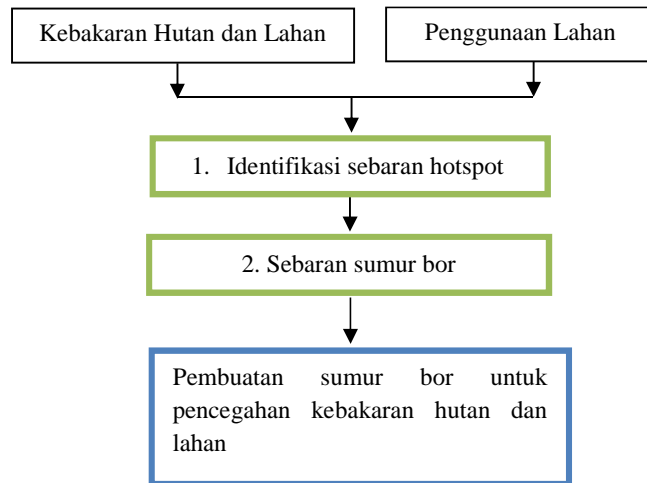 Kebakaran Hutan dan Lahan
Penggunaan Lahan
1. Identifikasi sebaran hotspot
2. Sebaran sumur bor
Pembuatan sumur bor untuk
pencegahan kebakaran hutan dan
lahan